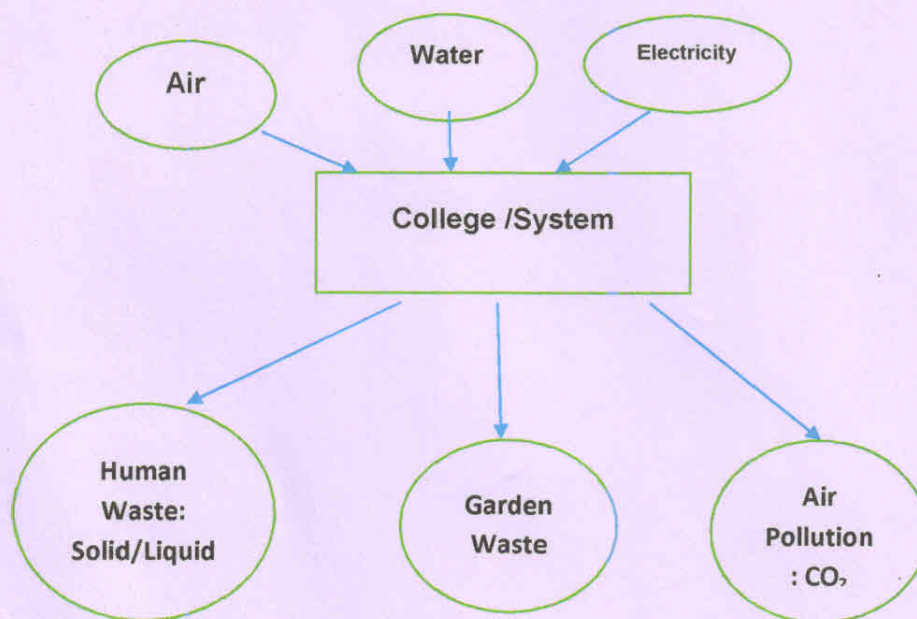 Air
Water
Electricity
College /System
Human
Waste:
Solid/Liquid
Garden
Waste
Air
Pollution
: CO₂